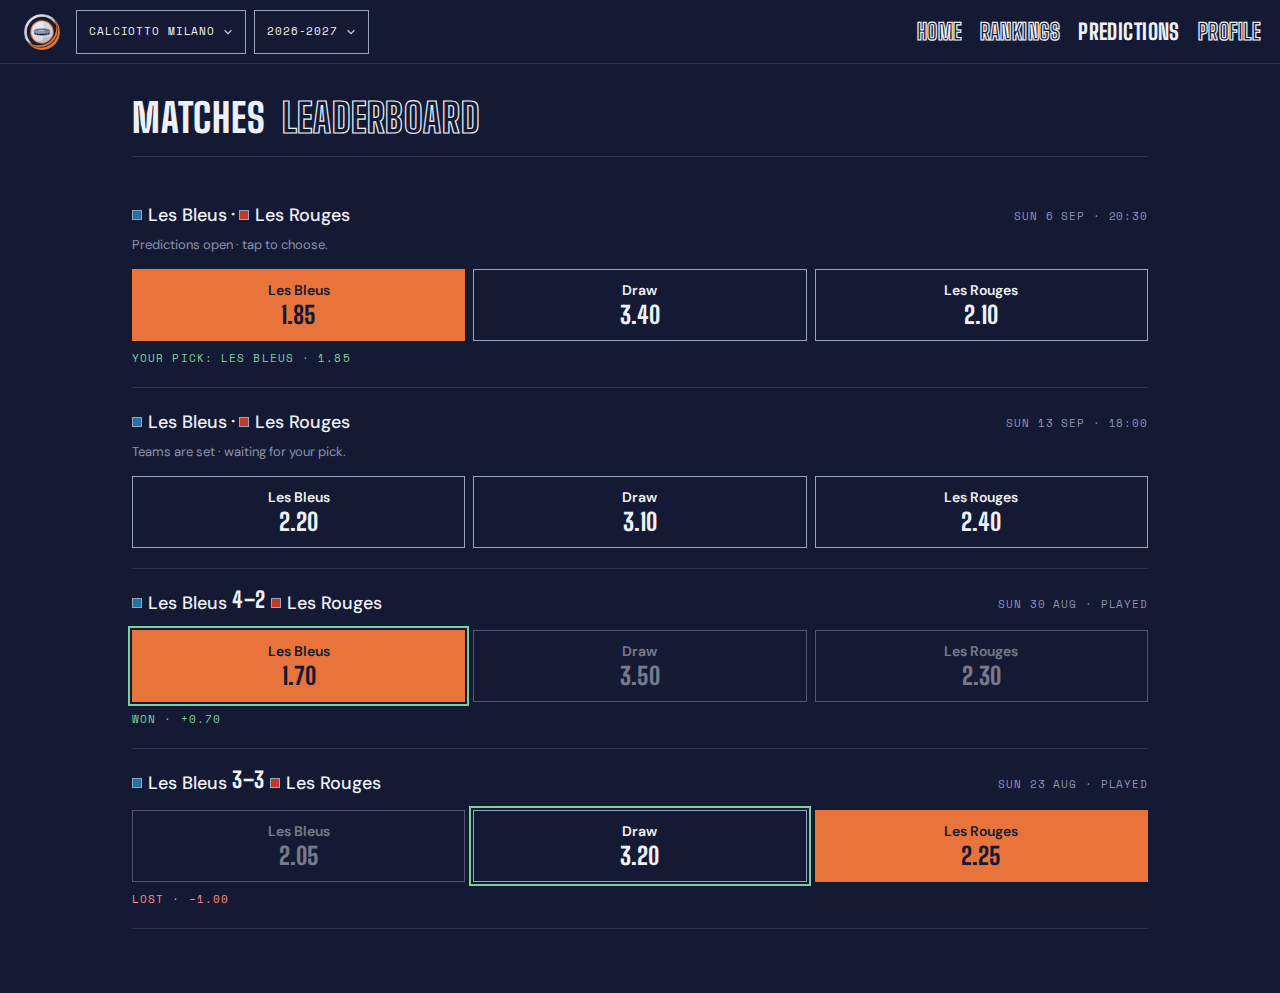 CALCIOTTO MILANO
2026-2027
HOME RANKINGS PREDICTIONS PROFILE
MATCHES LEADERBOARD
Les Bleus · Les Rouges
SUN 6 SEP · 20:30
Predictions open · tap to choose.
Les Bleus
1.85
Draw
3.40
Les Rouges
2.10
YOUR PICK: LES BLEUS · 1.85
Les Bleus · Les Rouges
SUN 13 SEP · 18:00
Teams are set · waiting for your pick.
Les Bleus
2.20
Draw
3.10
Les Rouges
2.40
Les Bleus 4–2 Les Rouges
SUN 30 AUG · PLAYED
Les Bleus
1.70
Draw
3.50
Les Rouges
2.30
WON · +0.70
Les Bleus 3–3 Les Rouges
SUN 23 AUG · PLAYED
Les Bleus
2.05
Draw
3.20
Les Rouges
2.25
LOST · −1.00